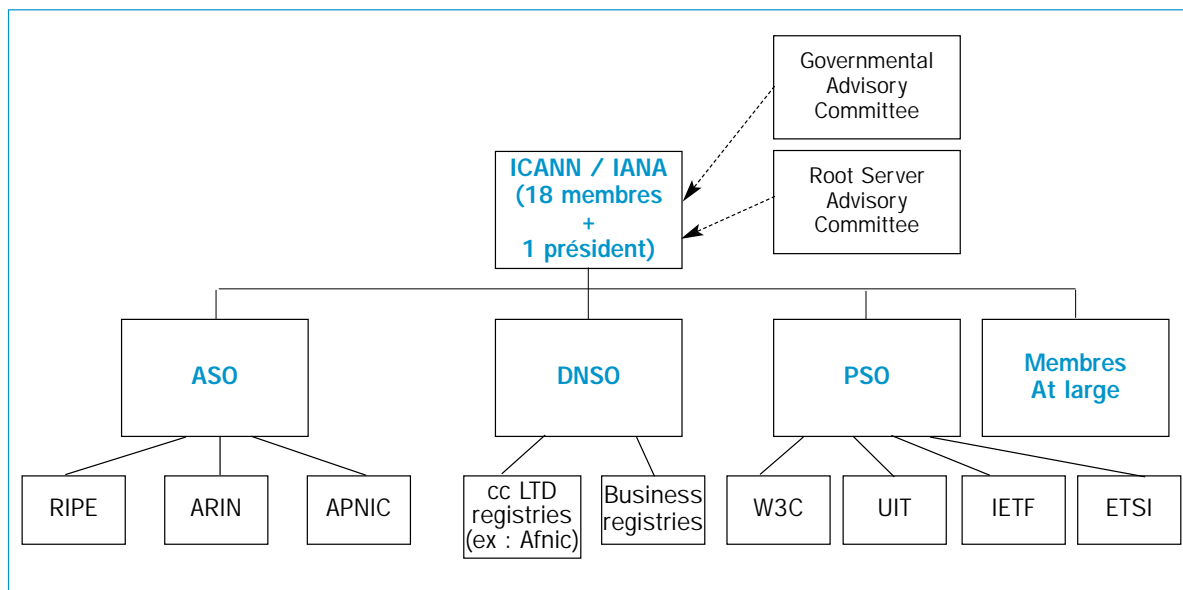 Governmental
Advisory
Committee
ICANN / IANA
(18 membres
+
1 président)
Root Server
Advisory
Committee
ASO
DNSO
PSO
Membres
At large
RIPE
ARIN
APNIC
cc LTD
registries
(ex : Afnic)
Business
registries
W3C
UIT
IETF
ETSI